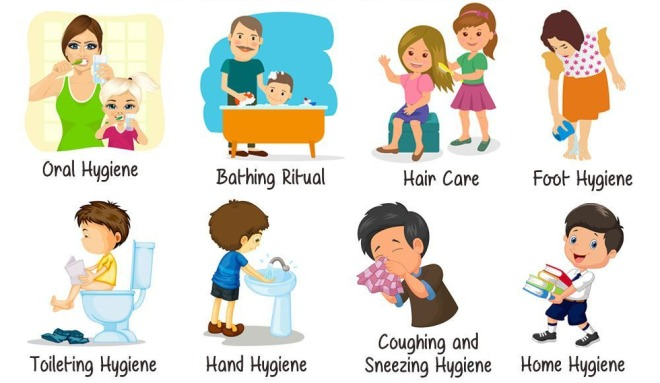 Oral Hygiene
Bathing Ritual
Hair Care
Foot Hygiene
Toileting Hygiene
Hand Hygiene
Coughing and
Sneezing Hygiene
Home Hygiene